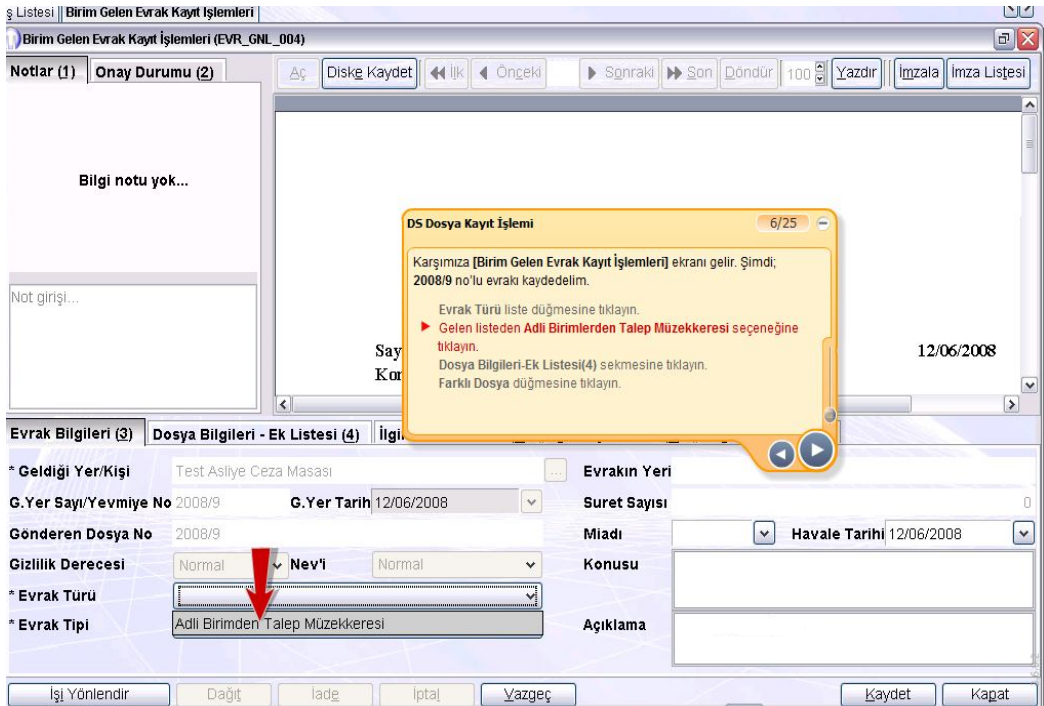 ş Listesi Birim Gelen Evrak Kayıt İşlemleri
Birim Gelen Evrak Kayıt İşlemleri (EVR_GNL_004)
Notlar (1) Onay Durumu (2) Aç Diske Kaydet İlk Önceki Sonraki Son Döndür 100 Yazdır İmzala İmza Listesi
Bilgi notu yok...
DS Dosya Kayıt İşlemi 6/25
Karşımıza [Birim Gelen Evrak Kayıt İşlemleri] ekranı gelir. Şimdi;
2008/9 no'lu evrakı kaydedelim.
Evrak Türü liste düğmesine tıklayın.
Gelen listeden Adli Birimlerden Talep Müzekkeresi seçeneğine
tıklayın.
Dosya Bilgileri-Ek Listesi(4) sekmesine tıklayın.
Farklı Dosya düğmesine tıklayın.
Not girişi...
Say 12/06/2008
Kon
Evrak Bilgileri (3) Dosya Bilgileri - Ek Listesi (4) İlgi
* Geldiği Yer/Kişi Test Asliye Ceza Masası ... Evrakın Yeri
G.Yer Sayı/Yevmiye No 2008/9 G.Yer Tarih 12/06/2008 Suret Sayısı 0
Gönderen Dosya No 2008/9 Miadı Havale Tarihi 12/06/2008
Gizlilik Derecesi Normal Nev'i Normal Konusu
* Evrak Türü
* Evrak Tipi Adli Birimden Talep Müzekkeresi Açıklama
İşi Yönlendir Dağıt İade İptal Vazgeç Kaydet Kapat